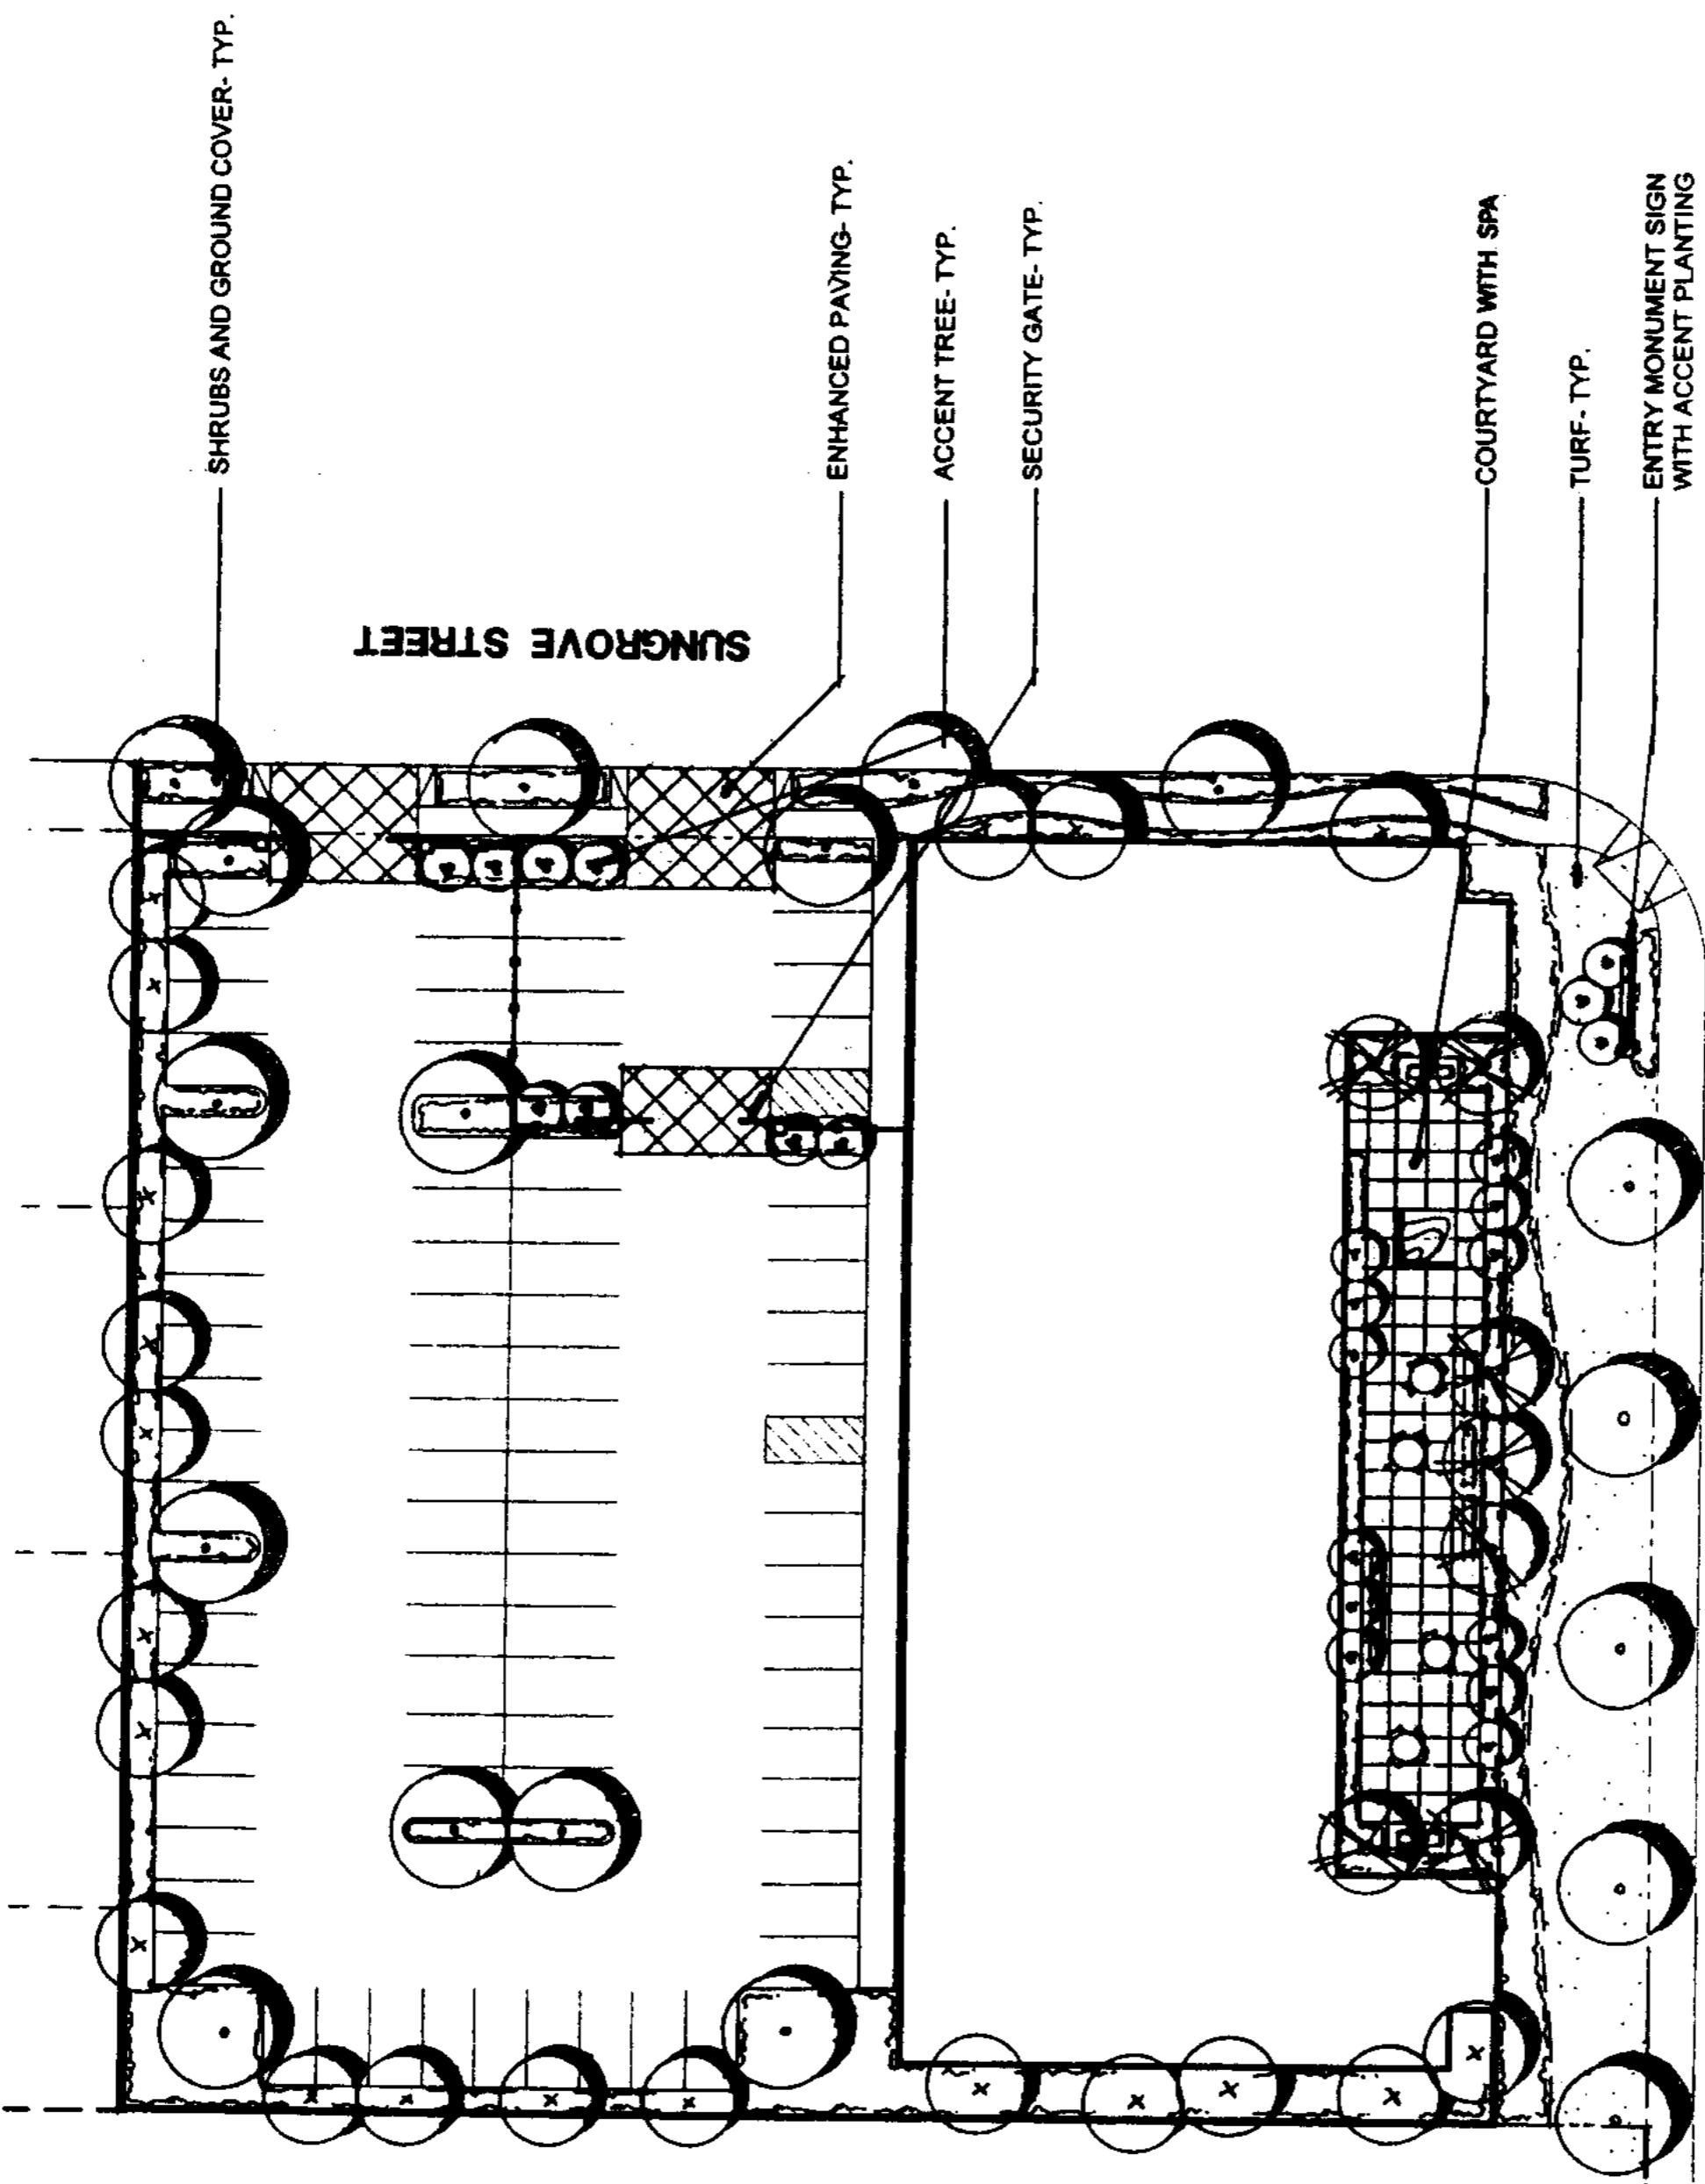 SHRUBS AND GROUND COVER- TYP.
SUNGROVE STREET
ENHANCED PAVING- TYP.
ACCENT TREE- TYP.
SECURITY GATE- TYP.
COURTYARD WITH SPA
TURF- TYP.
ENTRY MONUMENT SIGN
WITH ACCENT PLANTING